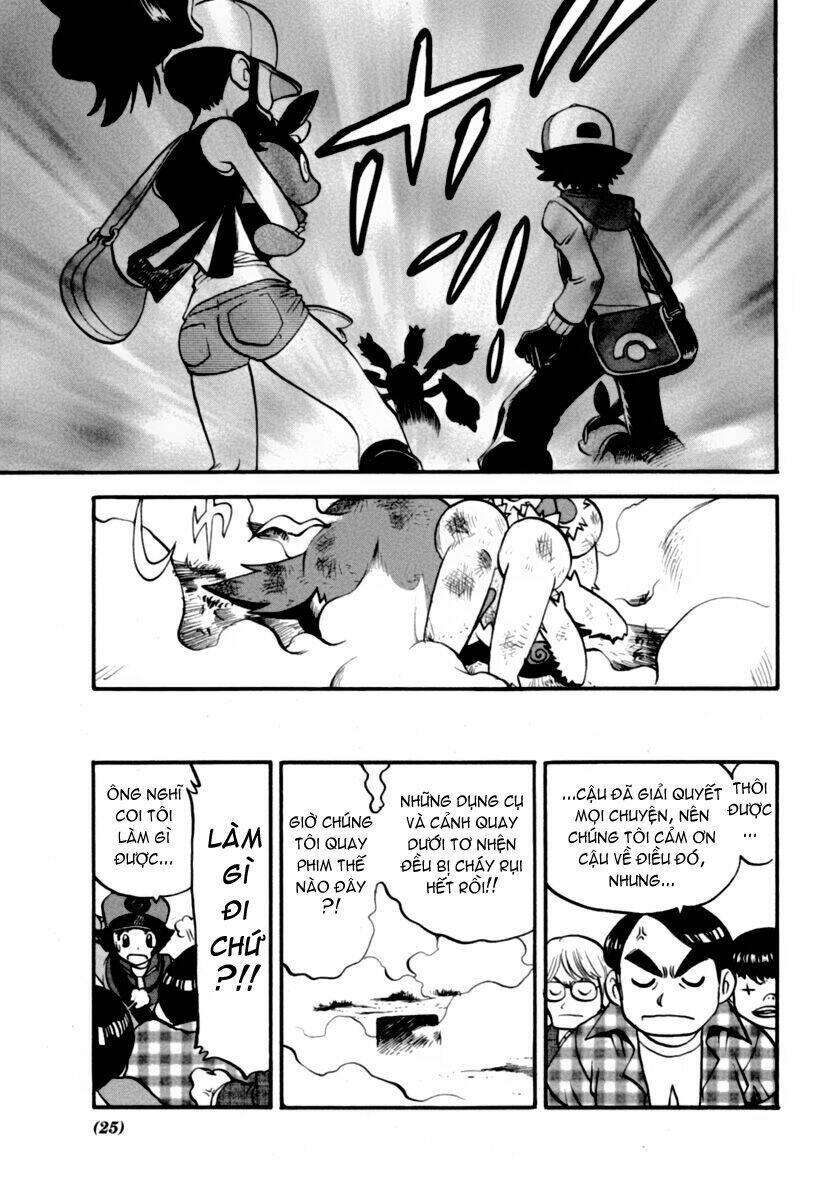 THÔI
ĐƯỢC
...
...CẬU ĐÃ GIẢI QUYẾT
MỌI CHUYỆN, NÊN
CHÚNG TÔI CẢM ƠN
CẬU VỀ ĐIỀU ĐÓ,
NHƯNG...
NHỮNG DỤNG CỤ
VÀ CẢNH QUAY
DƯỚI TƠ NHỆN
ĐỀU BỊ CHÁY RỤI
HẾT RỒI!!
GIỜ CHÚNG
TÔI QUAY
PHIM THẾ
NÀO ĐÂY
?!
LÀM
GÌ
ĐI
CHỨ
?!!
ÔNG NGHĨ
COI TÔI
LÀM GÌ
ĐƯỢC...
(25)